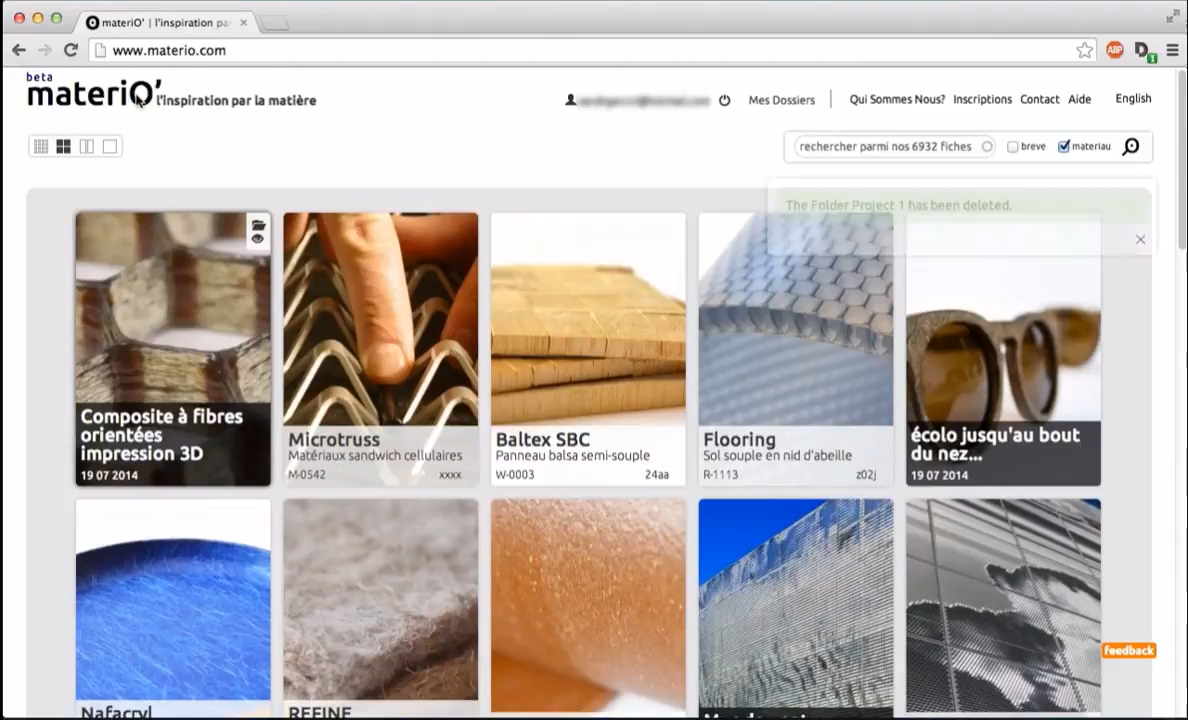 materiO' | l'inspiration pa
www.materio.com
beta
materiO' l'inspiration par la matière
Mes Dossiers
Qui Sommes Nous? Inscriptions Contact Aide
English
rechercher parmi nos 6932 fiches
breve
materiau
The Folder Project 1 has been deleted.
Composite à fibres
orientées
impression 3D
19 07 2014
Microtruss
Matériaux sandwich cellulaires
M-0542 xxxx
Baltex SBC
Panneau balsa semi-souple
W-0003 24aa
Flooring
Sol souple en nid d'abeille
R-1113 z02j
écolo jusqu'au bout
du nez...
19 07 2014
ABP
1
feedback
Nafacryl
REFINE